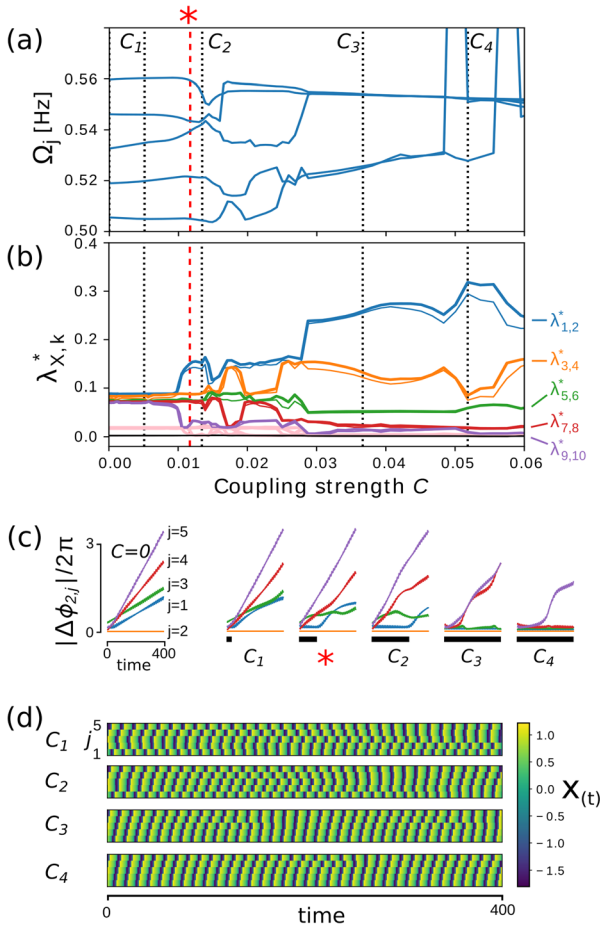 *
(a)
C₁
C₂
C₃
C₄
Ωⱼ [Hz]
0.56
0.54
0.52
0.50
(b)
0.4
0.3
0.2
0.1
0.0
λ*X,k
λ*1,2
λ*3,4
λ*5,6
λ*7,8
λ*9,10
0.00 0.01 0.02 0.03 0.04 0.05 0.06
Coupling strength C
(c)
|Δϕ2,j|/2π
3
0
C=0
j=5
j=4
j=3
j=1
j=2
0 400
time
C₁ * C₂ C₃ C₄
(d)
C₁ j 5 1
C₂
C₃
C₄
0 time 400
1.0
0.5
0.0
−0.5
−1.0
−1.5
X(t)